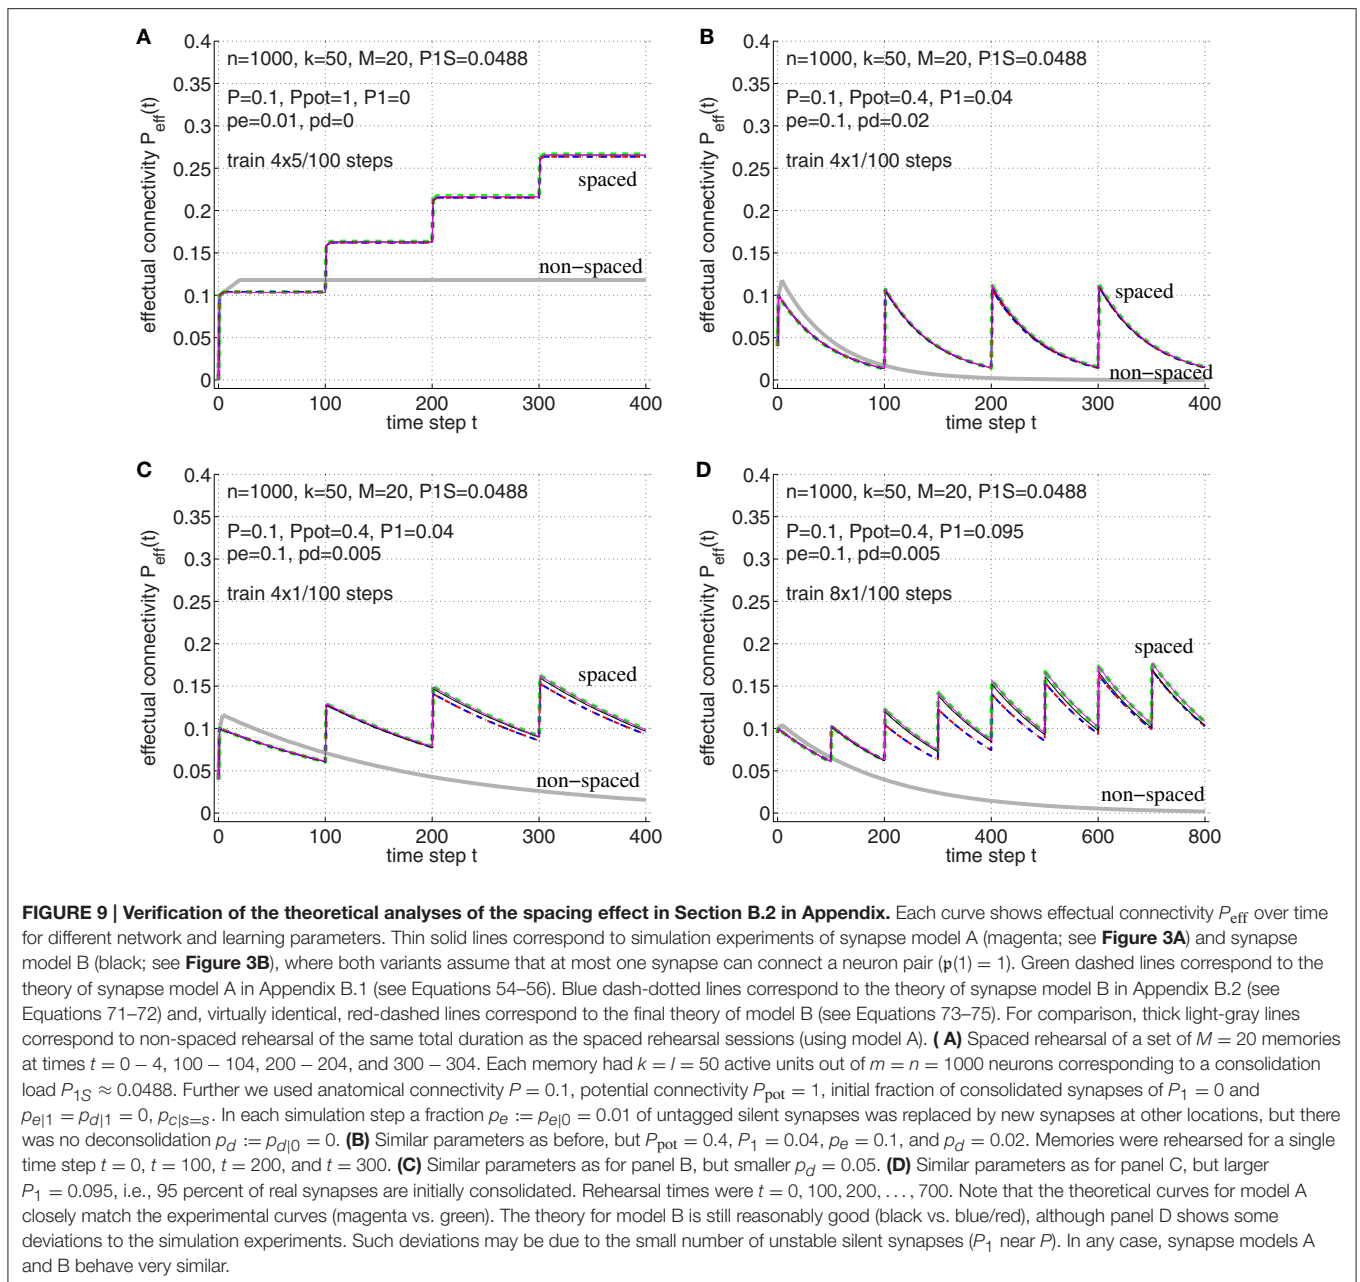 A
0.4
0.35
0.3
0.25
0.2
0.15
0.1
0.05
0
effectual connectivity P_eff(t)
n=1000, k=50, M=20, P1S=0.0488
P=0.1, Ppot=1, P1=0
pe=0.01, pd=0
train 4x5/100 steps
spaced
non−spaced
0 100 200 300 400
time step t
B
0.4
0.35
0.3
0.25
0.2
0.15
0.1
0.05
0
effectual connectivity P_eff(t)
n=1000, k=50, M=20, P1S=0.0488
P=0.1, Ppot=0.4, P1=0.04
pe=0.1, pd=0.02
train 4x1/100 steps
spaced
non−spaced
0 100 200 300 400
time step t
C
0.4
0.35
0.3
0.25
0.2
0.15
0.1
0.05
0
effectual connectivity P_eff(t)
n=1000, k=50, M=20, P1S=0.0488
P=0.1, Ppot=0.4, P1=0.04
pe=0.1, pd=0.005
train 4x1/100 steps
spaced
non−spaced
0 100 200 300 400
time step t
D
0.4
0.35
0.3
0.25
0.2
0.15
0.1
0.05
0
effectual connectivity P_eff(t)
n=1000, k=50, M=20, P1S=0.0488
P=0.1, Ppot=0.4, P1=0.095
pe=0.1, pd=0.005
train 8x1/100 steps
spaced
non−spaced
0 200 400 600 800
time step t
FIGURE 9 | Verification of the theoretical analyses of the spacing effect in Section B.2 in Appendix. Each curve shows effectual connectivity P_eff over time
for different network and learning parameters. Thin solid lines correspond to simulation experiments of synapse model A (magenta; see Figure 3A) and synapse
model B (black; see Figure 3B), where both variants assume that at most one synapse can connect a neuron pair (𝔭(1) = 1). Green dashed lines correspond to the
theory of synapse model A in Appendix B.1 (see Equations 54–56). Blue dash-dotted lines correspond to the theory of synapse model B in Appendix B.2 (see
Equations 71–72) and, virtually identical, red-dashed lines correspond to the final theory of model B (see Equations 73–75). For comparison, thick light-gray lines
correspond to non-spaced rehearsal of the same total duration as the spaced rehearsal sessions (using model A). (A) Spaced rehearsal of a set of M = 20 memories
at times t = 0 − 4, 100 − 104, 200 − 204, and 300 − 304. Each memory had k = l = 50 active units out of m = n = 1000 neurons corresponding to a consolidation
load P_1S ≈ 0.0488. Further we used anatomical connectivity P = 0.1, potential connectivity P_pot = 1, initial fraction of consolidated synapses of P_1 = 0 and
p_e|1 = p_d|1 = 0, p_c|s=s. In each simulation step a fraction p_e := p_e|0 = 0.01 of untagged silent synapses was replaced by new synapses at other locations, but there
was no deconsolidation p_d := p_d|0 = 0. (B) Similar parameters as before, but P_pot = 0.4, P_1 = 0.04, p_e = 0.1, and p_d = 0.02. Memories were rehearsed for a single
time step t = 0, t = 100, t = 200, and t = 300. (C) Similar parameters as for panel B, but smaller p_d = 0.05. (D) Similar parameters as for panel C, but larger
P_1 = 0.095, i.e., 95 percent of real synapses are initially consolidated. Rehearsal times were t = 0, 100, 200, . . . , 700. Note that the theoretical curves for model A
closely match the experimental curves (magenta vs. green). The theory for model B is still reasonably good (black vs. blue/red), although panel D shows some
deviations to the simulation experiments. Such deviations may be due to the small number of unstable silent synapses (P_1 near P). In any case, synapse models A
and B behave very similar.